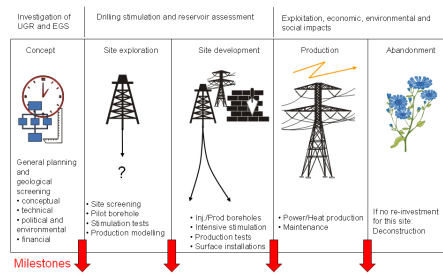 Investigation of
UGR and EGS
Drilling stimulation and reservoir assessment
Exploitation, economic, environmental and
social impacts
Concept
Site exploration
Site development
Production
Abandonment
?
General planning
and
geological
screening
• conceptual
• technical
• political and
environmental
• financial
• Site screening
• Pilot borehole
• Stimulation tests
• Production modelling
• Inj./Prod boreholes
• Intensive stimulation
• Production tests
• Surface installations
• Power/Heat production
• Maintenance
If no re-investment
for this site:
Deconstruction
Milestones